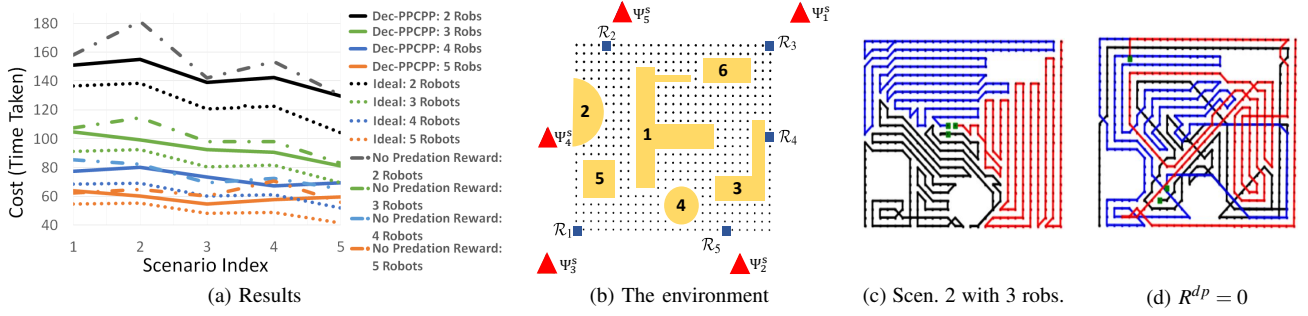 180
160
140
120
100
80
60
40
Cost (Time Taken)
1 2 3 4 5
Scenario Index
Dec-PPCPP: 2 Robs
Dec-PPCPP: 3 Robs
Dec-PPCPP: 4 Robs
Dec-PPCPP: 5 Robs
Ideal: 2 Robots
Ideal: 3 Robots
Ideal: 4 Robots
Ideal: 5 Robots
No Predation Reward:
2 Robots
No Predation Reward:
3 Robots
No Predation Reward:
4 Robots
No Predation Reward:
5 Robots
(a) Results
Ψ₅ˢ Ψ₁ˢ
ℛ₂ ℛ₃
6
2
1
Ψ₄ˢ ℛ₄
5
3
4
ℛ₁ ℛ₅
Ψ₃ˢ Ψ₂ˢ
(b) The environment
(c) Scen. 2 with 3 robs.
(d) R^{dp} = 0